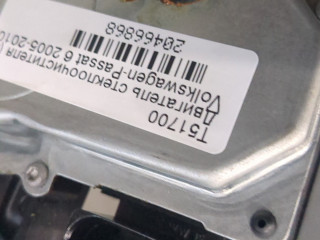 T51700
Двигатель стеклоочистителя
Volkswagen-Passat 6 2005-2010
20466868